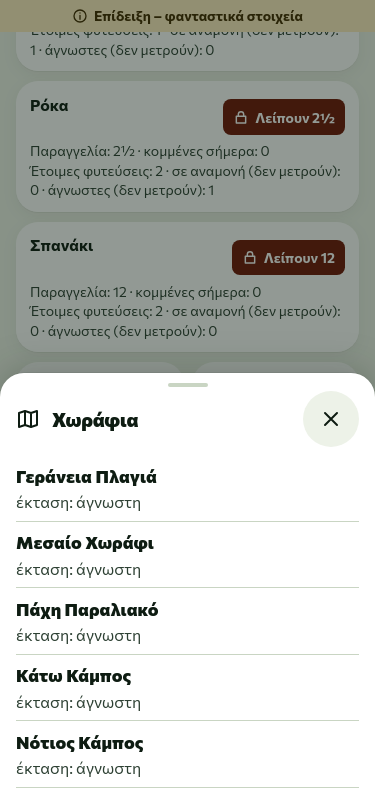 Επίδειξη – φανταστικά στοιχεία
Έτοιμες φυτεύσεις: 1 · σε αναμονή (δεν μετρούν):
1 · άγνωστες (δεν μετρούν): 0
Ρόκα
Λείπουν 2½
Παραγγελία: 2½ · κομμένες σήμερα: 0
Έτοιμες φυτεύσεις: 2 · σε αναμονή (δεν μετρούν):
0 · άγνωστες (δεν μετρούν): 1
Σπανάκι
Λείπουν 12
Παραγγελία: 12 · κομμένες σήμερα: 0
Έτοιμες φυτεύσεις: 2 · σε αναμονή (δεν μετρούν):
0 · άγνωστες (δεν μετρούν): 0
Χωράφια
Γεράνεια Πλαγιά
έκταση: άγνωστη
Μεσαίο Χωράφι
έκταση: άγνωστη
Πάχη Παραλιακό
έκταση: άγνωστη
Κάτω Κάμπος
έκταση: άγνωστη
Νότιος Κάμπος
έκταση: άγνωστη